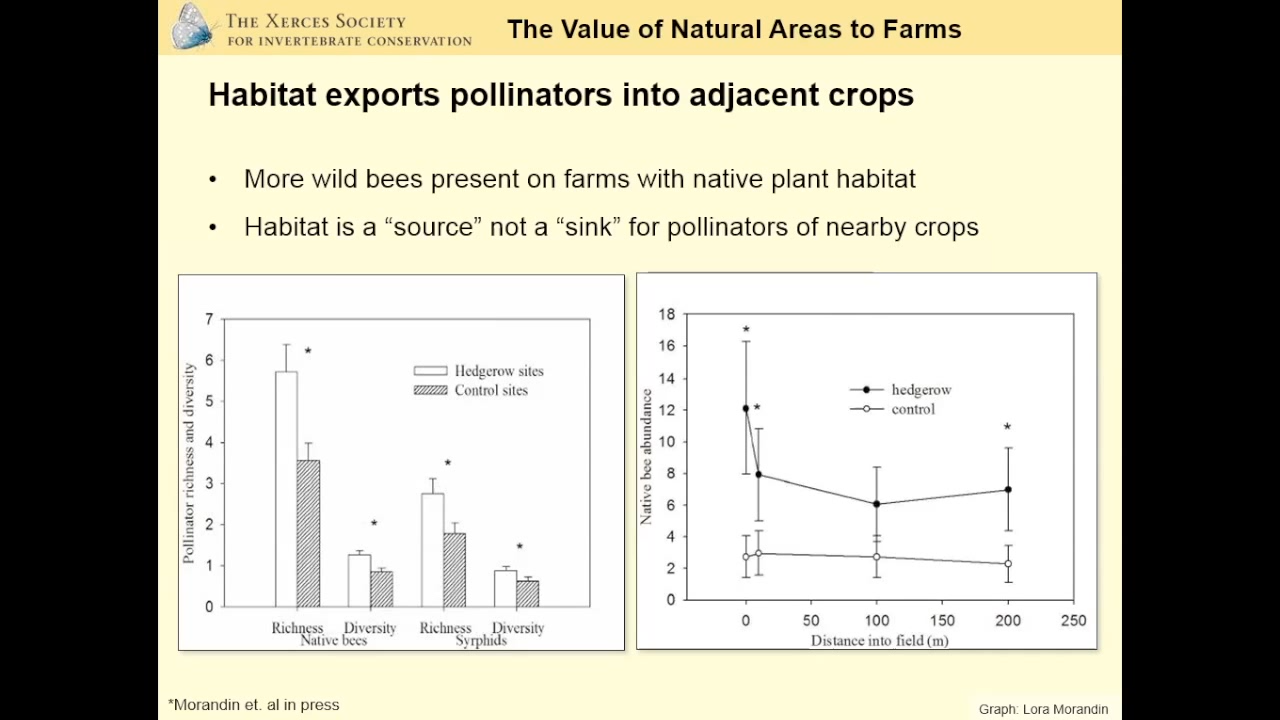 THE XERCES SOCIETY
FOR INVERTEBRATE CONSERVATION
The Value of Natural Areas to Farms
Habitat exports pollinators into adjacent crops
• More wild bees present on farms with native plant habitat
• Habitat is a “source” not a “sink” for pollinators of nearby crops
Pollinator richness and diversity
7
6
5
4
3
2
1
0
*
*
*
*
Hedgerow sites
Control sites
Richness Diversity Richness Diversity
Native bees Syrphids
Native bee abundance
18
16
14
12
10
8
6
4
2
0
*
*
*
hedgerow
control
0 50 100 150 200 250
Distance into field (m)
*Morandin et. al in press
Graph: Lora Morandin